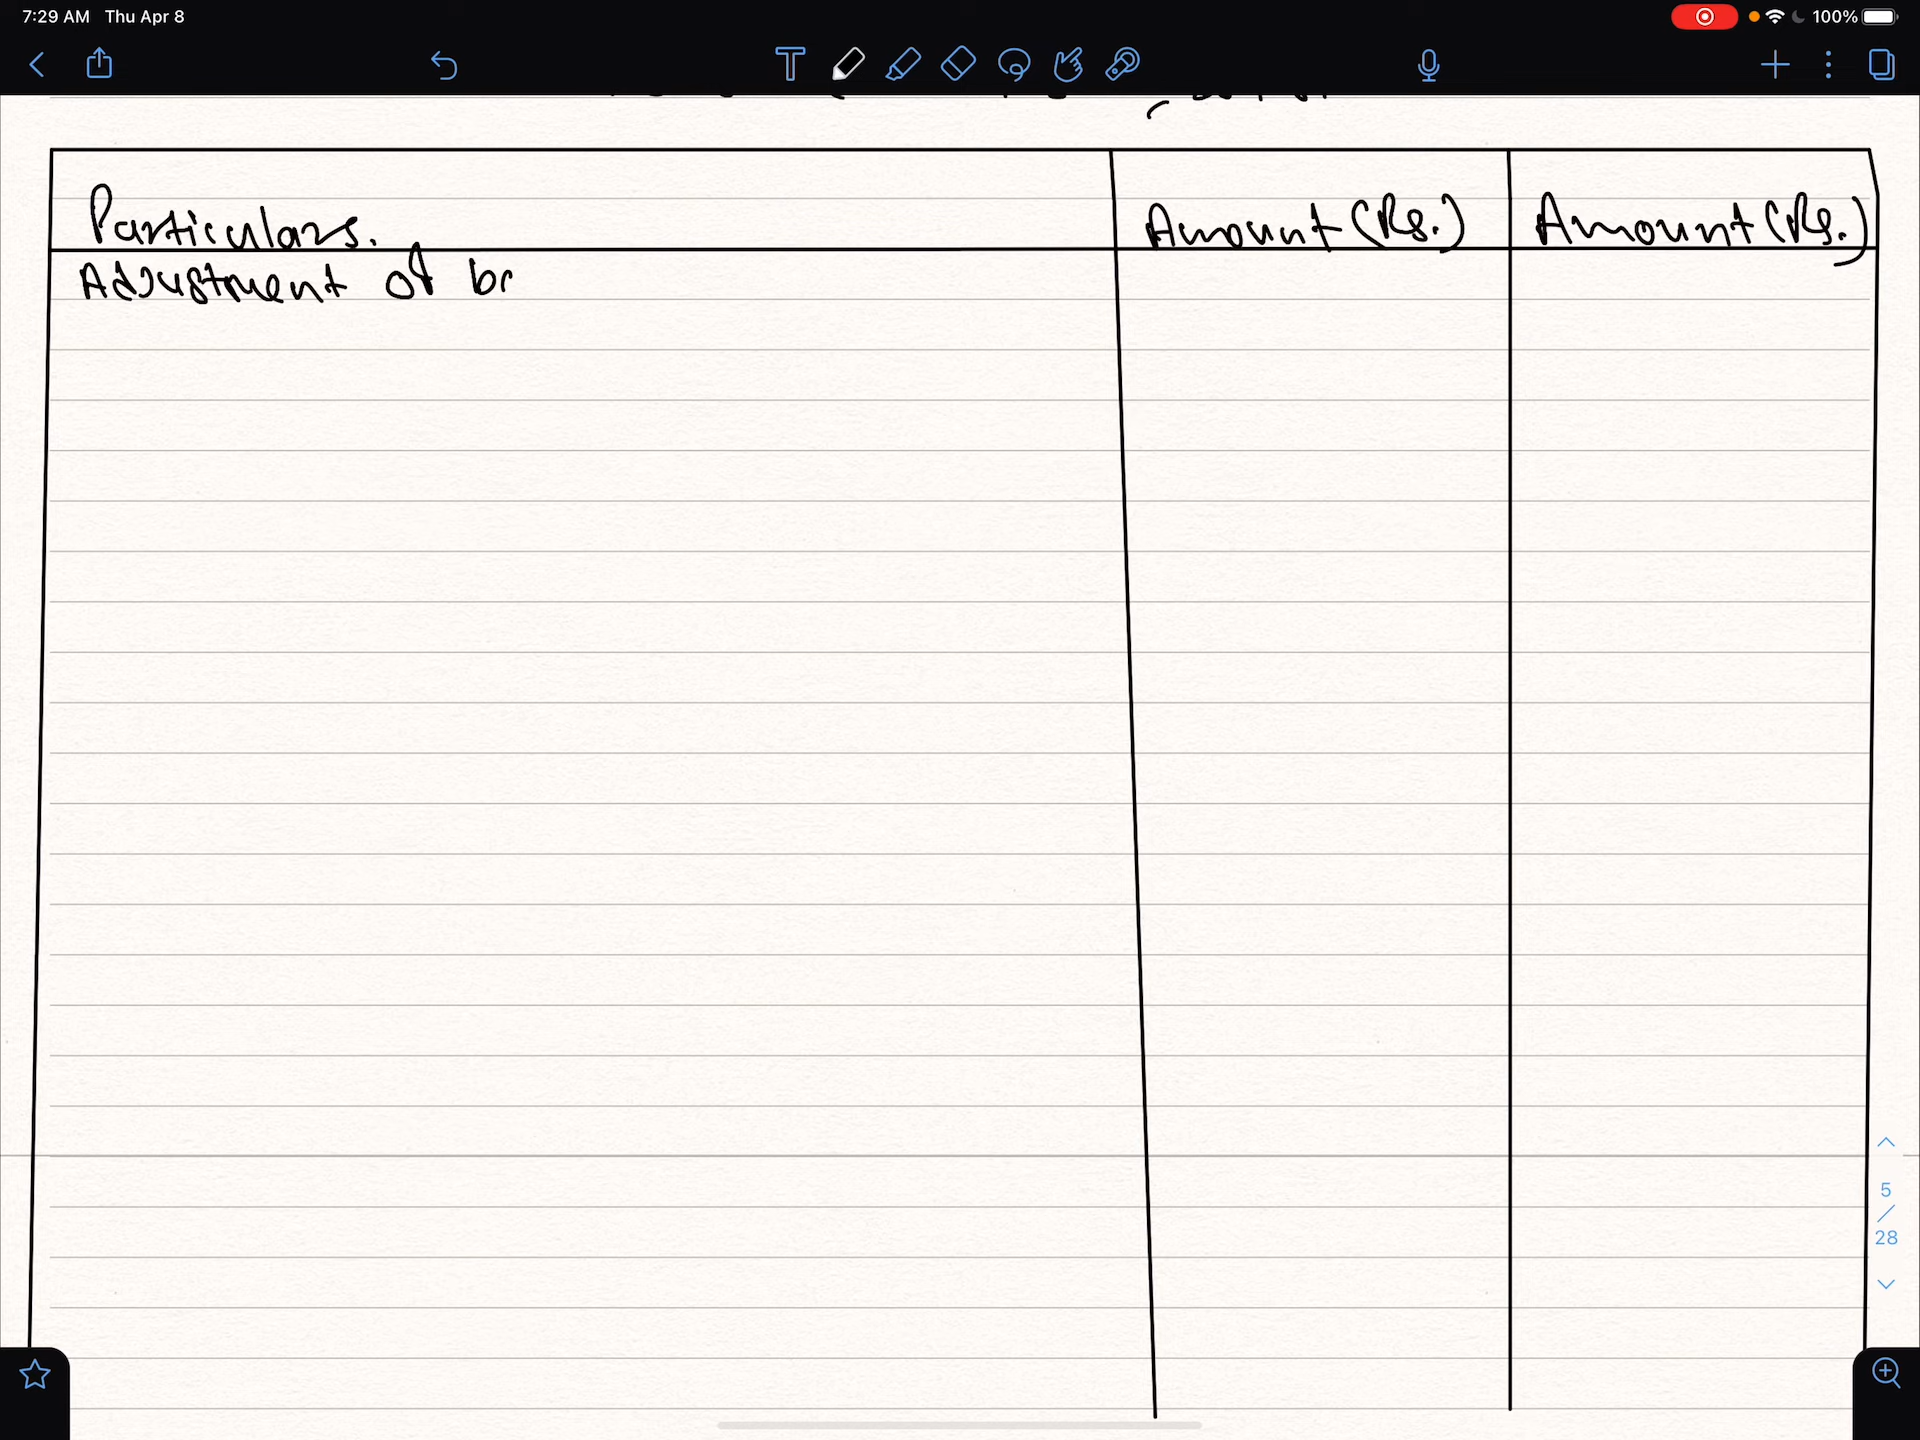 7:29 AM Thu Apr 8
100%
Particulars. Amount (Rs.) Amount (Rs.)
Adjustment of br
5
/
28